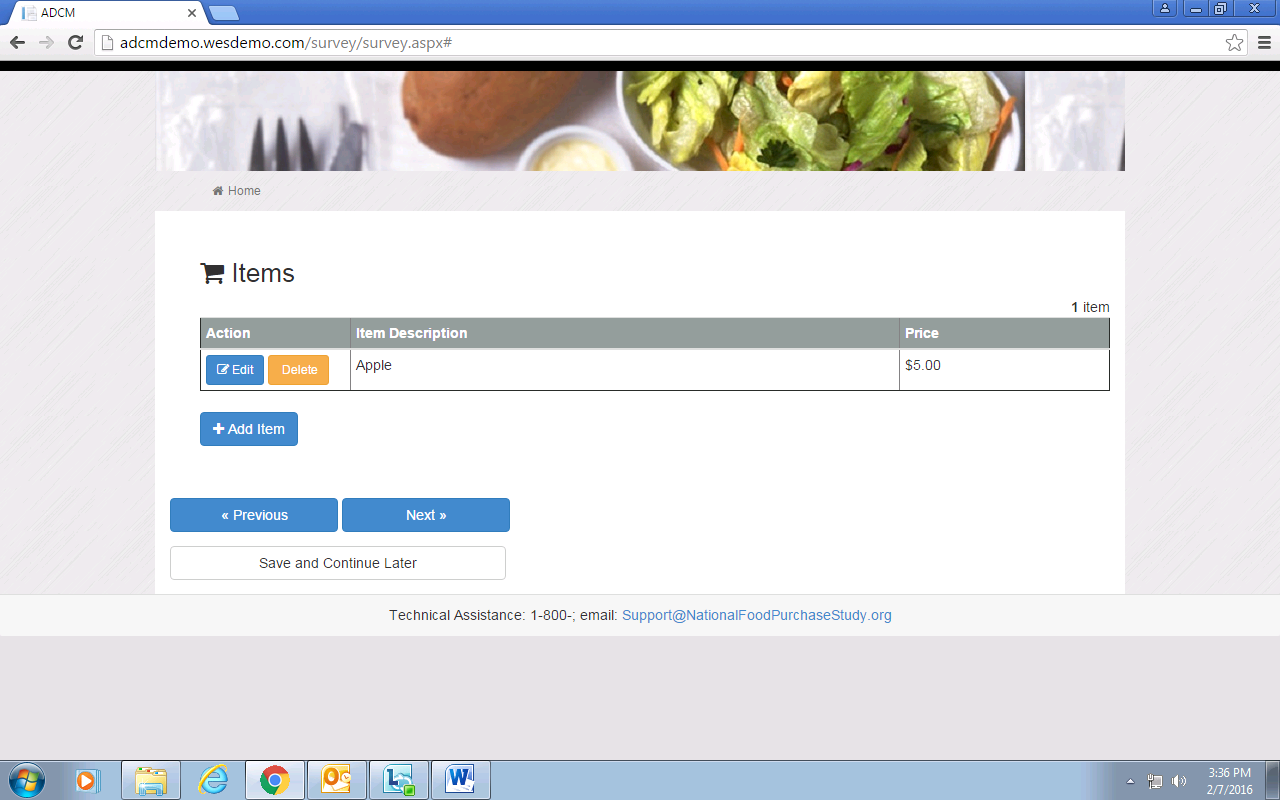 ADCM
adcmdemo.wesdemo.com/survey/survey.aspx#
Home
Items
1 item
Action Item Description Price
Edit Delete Apple $5.00
+ Add Item
« Previous Next »
Save and Continue Later
Technical Assistance: 1-800-; email: Support@NationalFoodPurchaseStudy.org
3:36 PM
2/7/2016